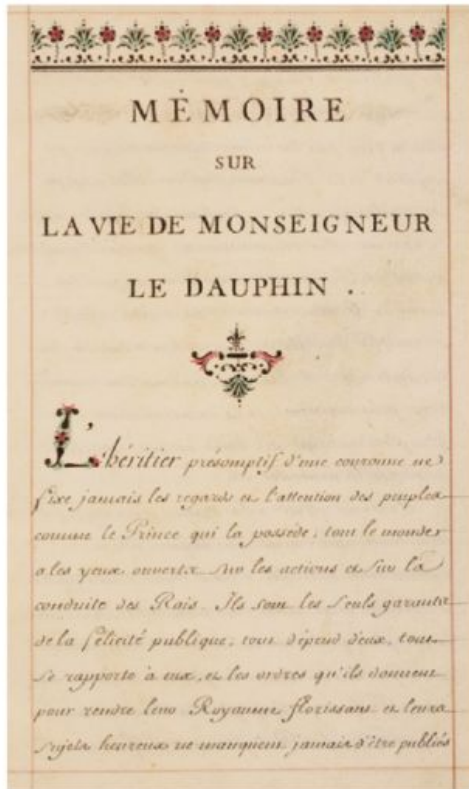 MÉMOIRE
SUR
LA VIE DE MONSEIGNEUR
LE DAUPHIN .
L'héritier présomptif d'une couronne ne
fixe jamais les regards et l'attention des peuples
comme le Prince qui la possède; tout le monde
a les yeux ouverts sur les actions et sur la
conduite des Rois. Ils sont les seuls garants
de la félicité publique, tout dépend d'eux, tout
se rapporte à eux, et les ordres qu'ils donnent
pour rendre leur Royaume florissant et leurs
sujets heureux ne manquent jamais d'être publiés